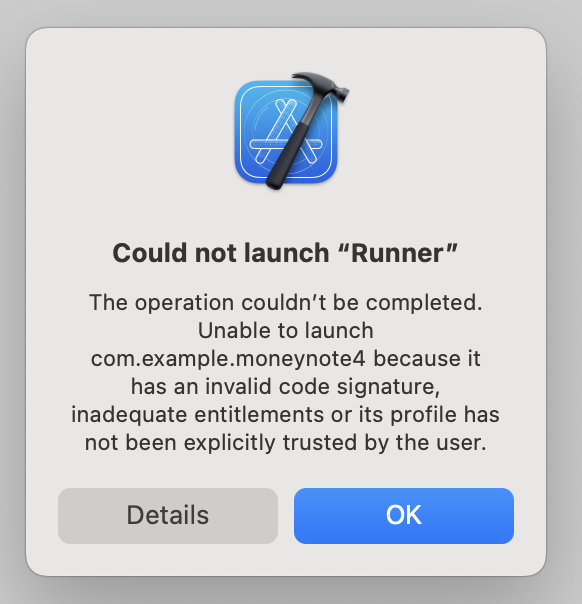 Could not launch “Runner”
The operation couldn’t be completed.
Unable to launch
com.example.moneynote4 because it
has an invalid code signature,
inadequate entitlements or its profile has
not been explicitly trusted by the user.
Details
OK